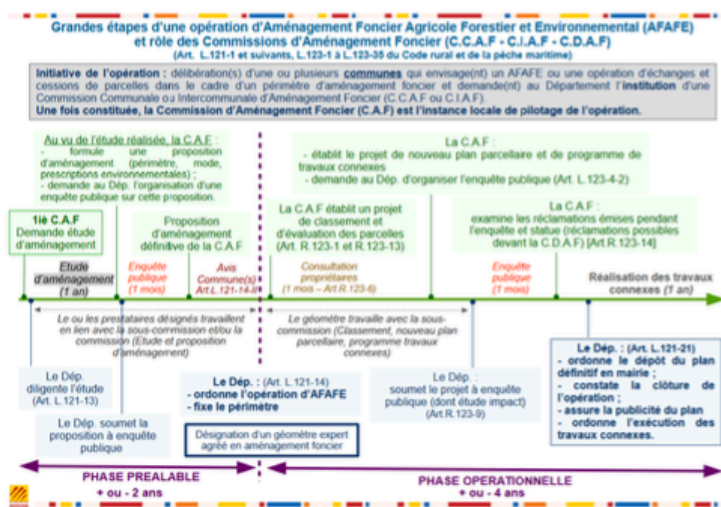 Grandes étapes d'une opération d'Aménagement Foncier Agricole Forestier et Environnemental (AFAFE)
et rôle des Commissions d'Aménagement Foncier (C.C.A.F - C.I.A.F - C.D.A.F)
(Art. L.121-1 et suivants, L.123-1 à L.123-35 du Code rural et de la pêche maritime)
Initiative de l'opération : délibération(s) d'une ou plusieurs communes qui envisage(nt) un AFAFE ou une opération d'échanges et
cessions de parcelles dans le cadre d'un périmètre d'aménagement foncier et demande(nt) au Département l'institution d'une
Commission Communale ou Intercommunale d'Aménagement Foncier (C.C.A.F ou C.I.A.F).
Une fois constituée, la Commission d'Aménagement Foncier (C.A.F) est l'instance locale de pilotage de l'opération.
Au vu de l'étude réalisée, la C.A.F :
- formule une proposition
d'aménagement (périmètre, mode,
prescriptions environnementales) ;
- demande au Dép. l'organisation d'une
enquête publique sur cette proposition.
La C.A.F :
- établit le projet de nouveau plan parcellaire et de programme de
travaux connexes
- demande au Dép. d'organiser l'enquête publique (Art. L.123-4-2)
1iè C.A.F
Demande étude
d'aménagement
Proposition
d'aménagement
définitive de la C.A.F
La C.A.F établit un projet
de classement et
d'évaluation des parcelles
(Art. R.123-1 et R.123-13)
La C.A.F :
examine les réclamations émises pendant
l'enquête et statue (réclamations possibles
devant la C.D.A.F) [Art.R.123-14]
Etude
d'aménagement
(1 an)
Enquête
publique
(1 mois)
Avis
Commune(s)
Art.L.121-14-II
Consultation
propriétaires
(1 mois – Art.R.123-6)
Enquête
publique
(1 mois)
Réalisation des travaux
connexes (1 an)
Le ou les prestataires désignés travaillent
en lien avec la sous-commission et/ou la
commission (Etude et proposition
d'aménagement)
Le géomètre travaille avec la sous-
commission (Classement, nouveau plan
parcellaire, programme travaux
connexes)
Le Dép.
diligente l'étude
(Art. L.121-13)
Le Dép. soumet la
proposition à enquête
publique
Le Dép. : (Art. L.121-14)
- ordonne l'opération d'AFAFE
- fixe le périmètre
Désignation d'un géomètre expert
agréé en aménagement foncier
Le Dép. :
soumet le projet à enquête
publique (dont étude impact)
(Art.R.123-9)
Le Dép. : (Art. L.121-21)
- ordonne le dépôt du plan
définitif en mairie ;
- constate la clôture de
l'opération ;
- assure la publicité du plan
- ordonne l'exécution des
travaux connexes.
PHASE PREALABLE
+ ou - 2 ans
PHASE OPERATIONNELLE
+ ou - 4 ans